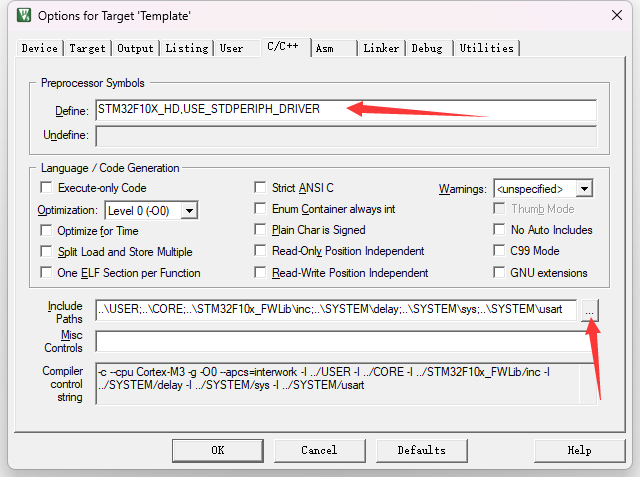 Options for Target 'Template'
Device Target Output Listing User C/C++ Asm Linker Debug Utilities
Preprocessor Symbols
Define: STM32F10X_HD,USE_STDPERIPH_DRIVER
Undefine:
Language / Code Generation
Execute-only Code Strict ANSI C Warnings: <unspecified>
Optimization: Level 0 (-O0) Enum Container always int Thumb Mode
Optimize for Time Plain Char is Signed No Auto Includes
Split Load and Store Multiple Read-Only Position Independent C99 Mode
One ELF Section per Function Read-Write Position Independent GNU extensions
Include Paths ..\USER;..\CORE;..\STM32F10x_FWLib\inc;..\SYSTEM\delay;..\SYSTEM\sys;..\SYSTEM\usart ...
Misc Controls
Compiler control string -c --cpu Cortex-M3 -g -O0 --apcs=interwork -I ../USER -I ../CORE -I ../STM32F10x_FWLib/inc -I
../SYSTEM/delay -I ../SYSTEM/sys -I ../SYSTEM/usart
OK Cancel Defaults Help